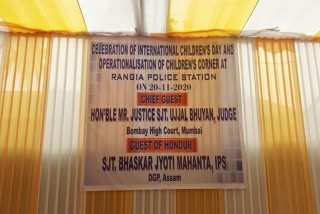 CELEBRATION OF INTERNATIONAL CHILDREN'S DAY AND
OPERATIONALISATION OF CHILDREN'S CORNER AT
RANGIA POLICE STATION
ON 20-11-2020
CHIEF GUEST
HON'BLE MR. JUSTICE SJT. UJJAL BHUYAN, JUDGE
Bombay High Court, Mumbai
GUEST OF HONOUR
SJT. BHASKAR JYOTI MAHANTA, IPS
DGP, Assam